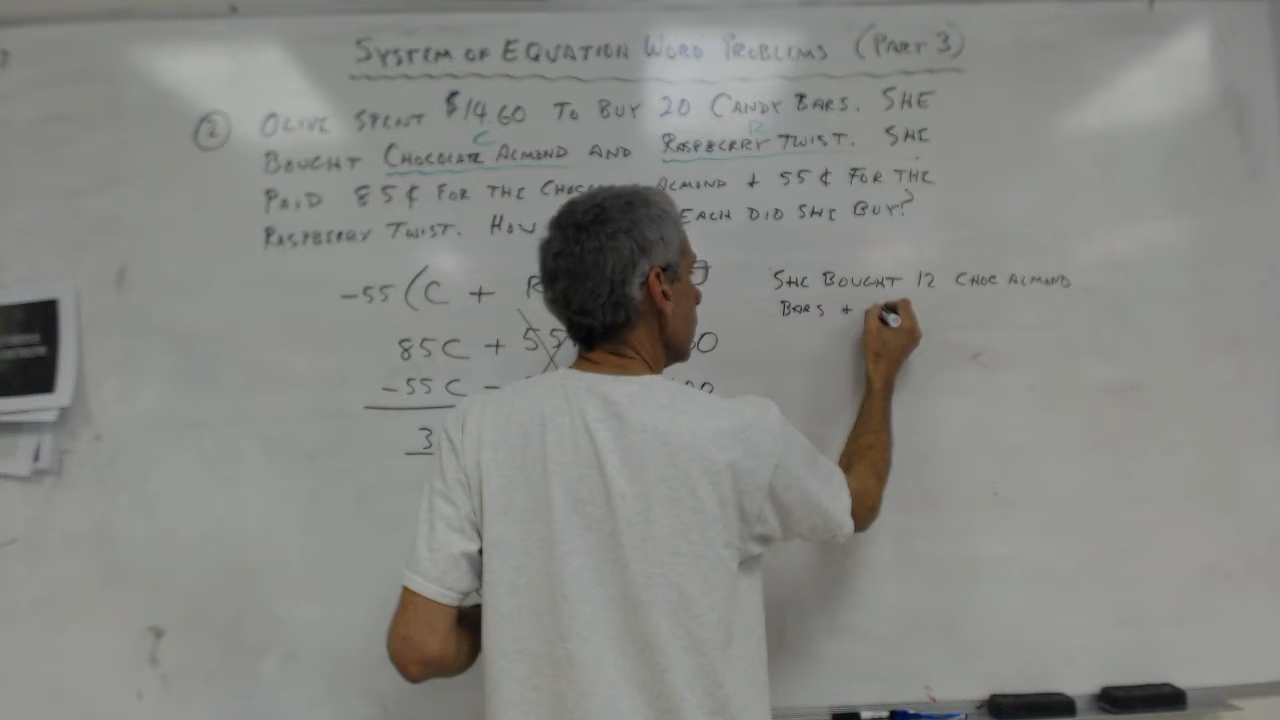 SYSTEM OF EQUATION WORD PROBLEMS (PART 3)
② OLIVE SPENT $14.60 TO BUY 20 CANDY BARS. SHE
C R
BOUGHT CHOCOLATE ALMOND AND RASPBERRY TWIST. SHE
PAID 85¢ FOR THE ALMOND + 55¢ FOR THE
RASPBERRY TWIST. HOW EACH DID SHE BUY?
-55(C + R
85C + 55
-55C -
3
SHE BOUGHT 12 CHOC ALMOND
BARS +